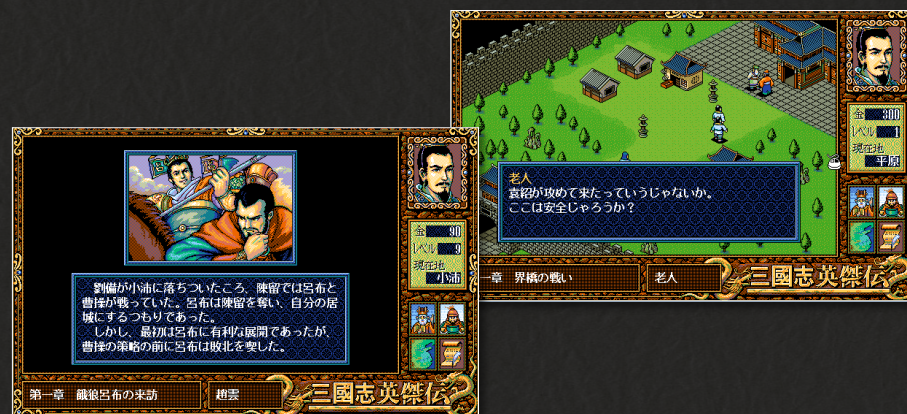 金 300
レベル 1
現在地
平原
老人
袁紹が攻めて来たっていうじゃないか。
ここは安全じゃろうか？
一章 界橋の戦い
老人
三國志英傑伝
金 90
レベル 9
現在地
小沛
劉備が小沛に落ちついたころ、陳留では呂布と
曹操が戦っていた。呂布は陳留を奪い、自分の居
城にするつもりであった。
しかし、最初は呂布に有利な展開であったが、
曹操の策略の前に呂布は敗北を喫した。
第一章 餓狼呂布の来訪
趙雲
三國志英傑伝